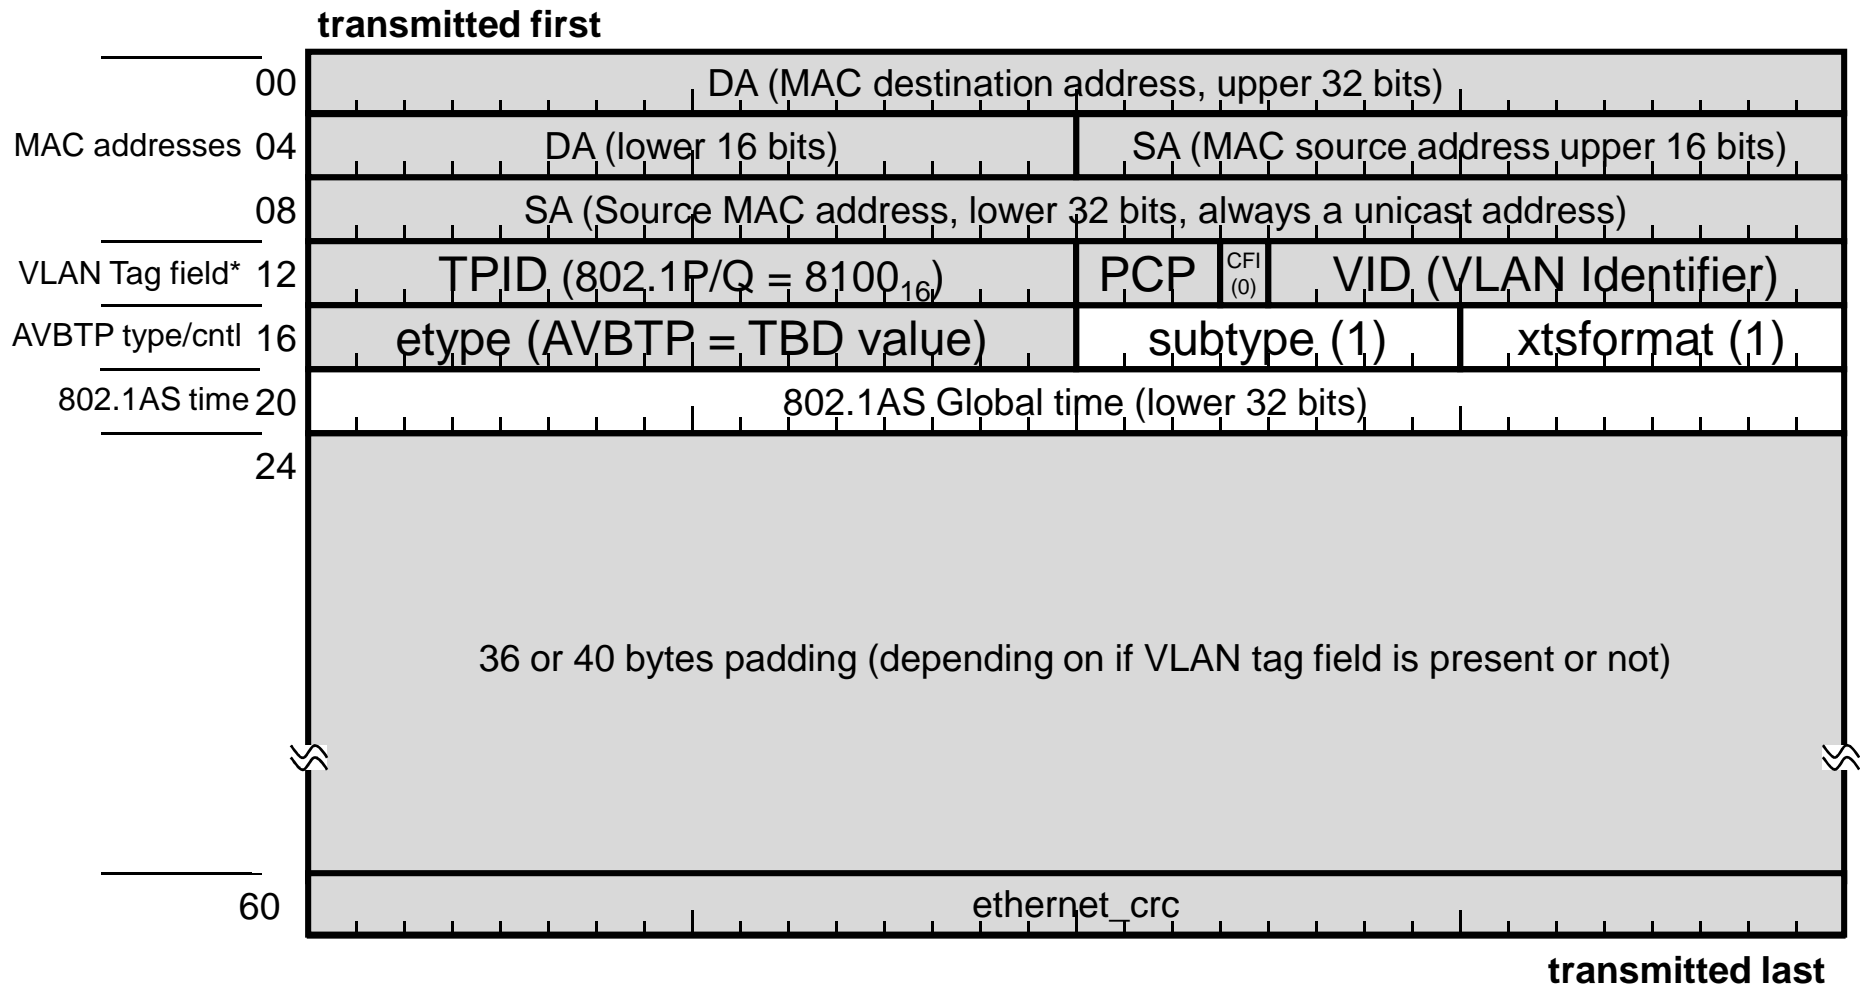 transmitted first
00 DA (MAC destination address, upper 32 bits)
MAC addresses 04 DA (lower 16 bits) SA (MAC source address upper 16 bits)
08 SA (Source MAC address, lower 32 bits, always a unicast address)
VLAN Tag field* 12 TPID (802.1P/Q = 8100₁₆) PCP CFI (0) VID (VLAN Identifier)
AVBTP type/cntl 16 etype (AVBTP = TBD value) subtype (1) xtsformat (1)
802.1AS time 20 802.1AS Global time (lower 32 bits)
24
36 or 40 bytes padding (depending on if VLAN tag field is present or not)
60 ethernet_crc
transmitted last